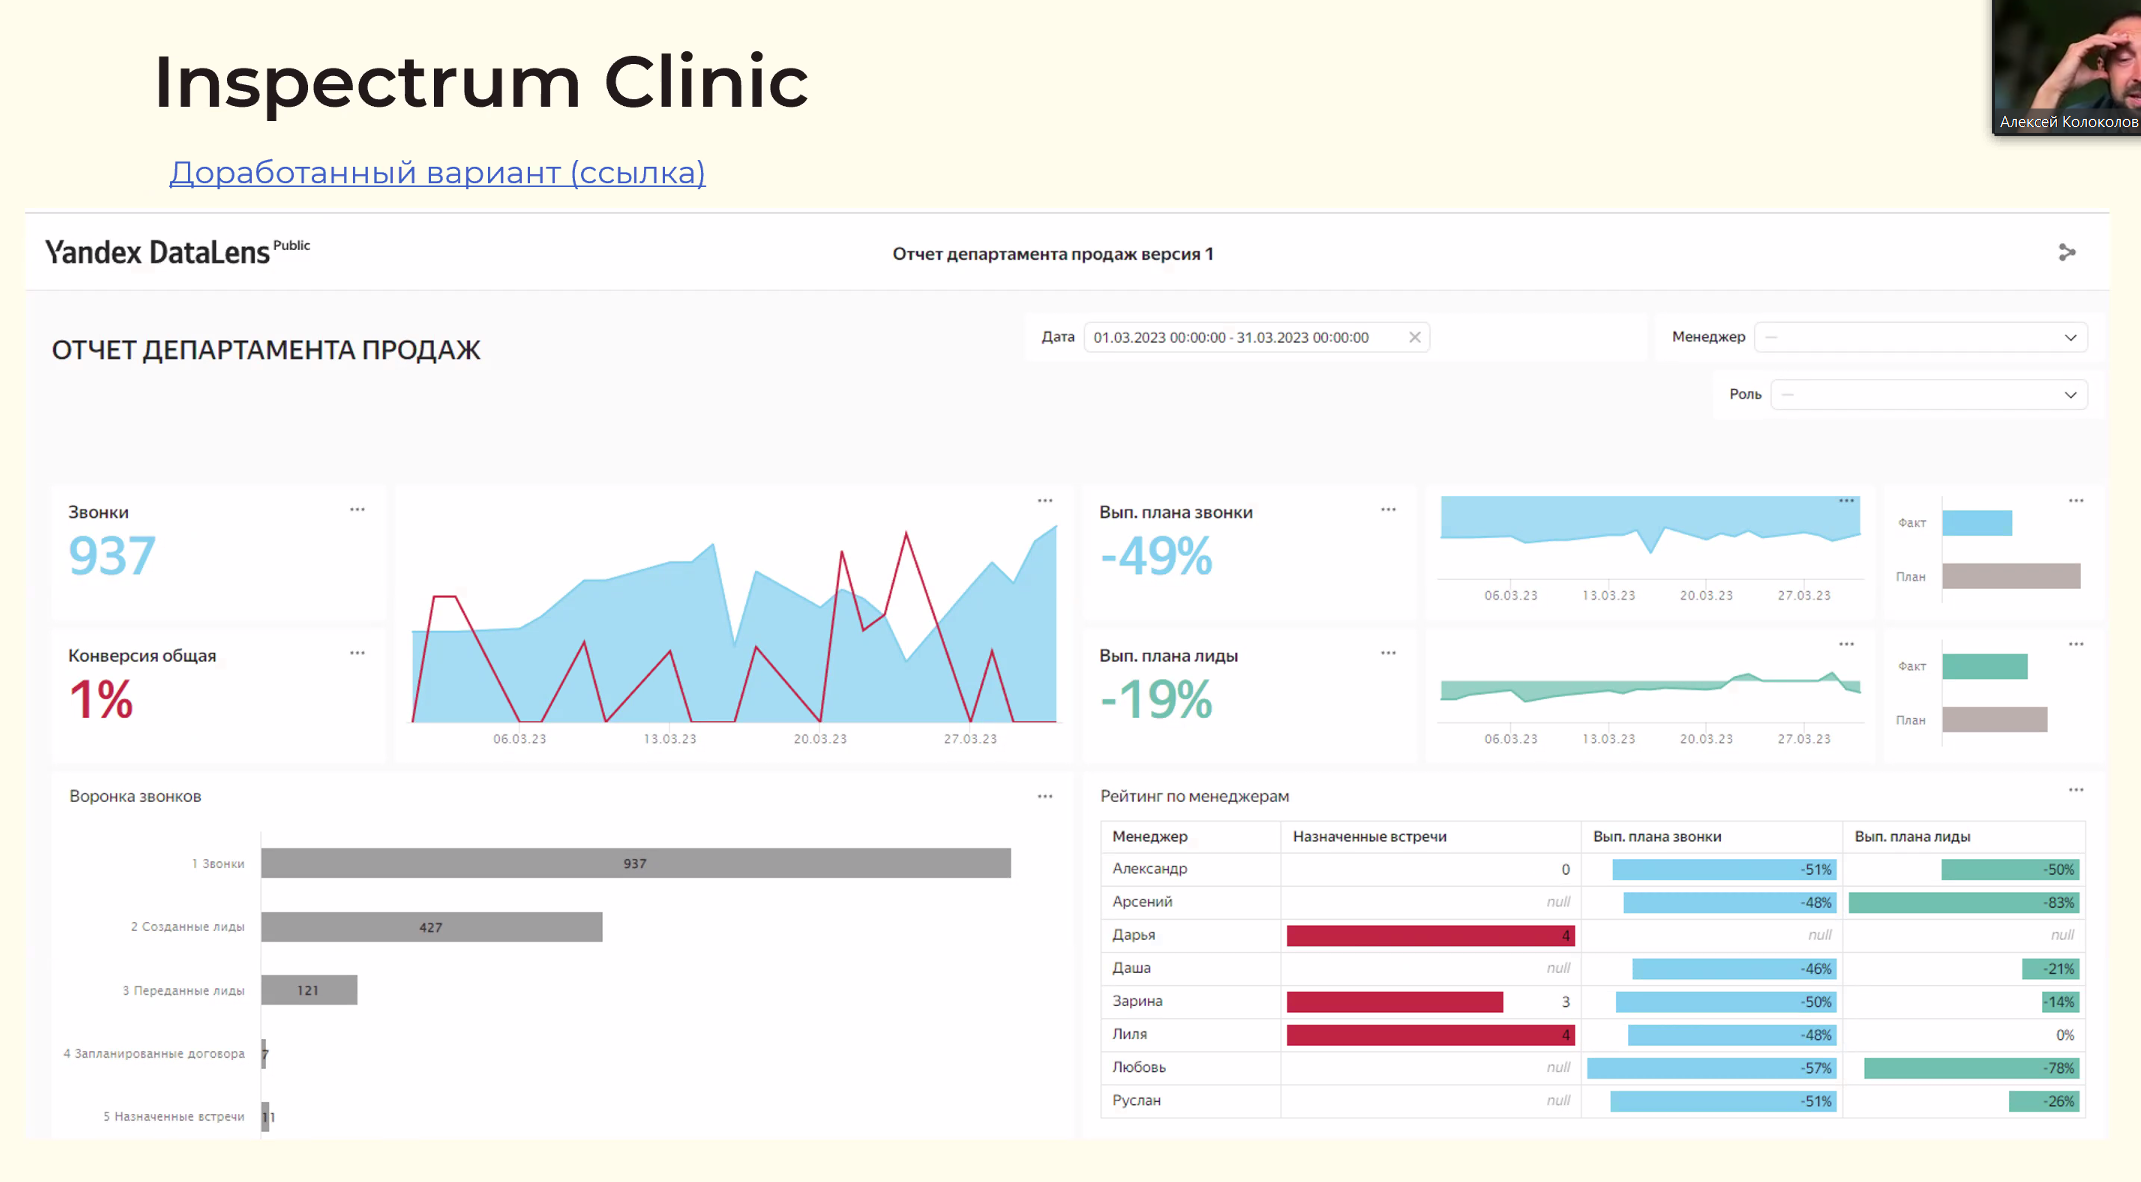 Inspectrum Clinic
Алексей Колоколов
Доработанный вариант (ссылка)
Yandex DataLens Public
Отчет департамента продаж версия 1
ОТЧЕТ ДЕПАРТАМЕНТА ПРОДАЖ
Дата 01.03.2023 00:00:00 - 31.03.2023 00:00:00
Менеджер —
Роль —
Звонки
937
Конверсия общая
1%
06.03.23 13.03.23 20.03.23 27.03.23
Вып. плана звонки
-49%
06.03.23 13.03.23 20.03.23 27.03.23
Факт
План
Вып. плана лиды
-19%
06.03.23 13.03.23 20.03.23 27.03.23
Факт
План
Воронка звонков
1 Звонки 937
2 Созданные лиды 427
3 Переданные лиды 121
4 Запланированные договора 7
5 Назначенные встречи 11
Рейтинг по менеджерам
Менеджер Назначенные встречи Вып. плана звонки Вып. плана лиды
Александр 0 -51% -50%
Арсений null -48% -83%
Дарья 4 null null
Даша null -46% -21%
Зарина 3 -50% -14%
Лиля 4 -48% 0%
Любовь null -57% -78%
Руслан null -51% -26%